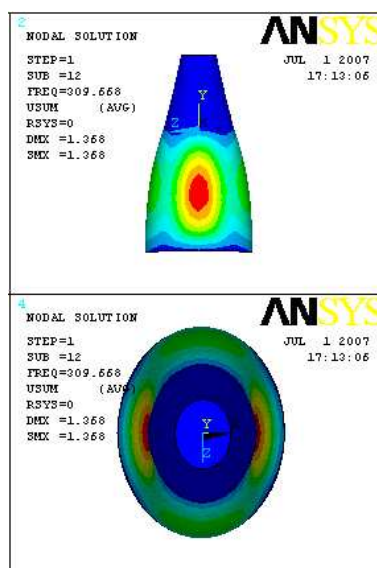 2
NODAL SOLUTION
ANSYS
STEP=1
SUB =12
FREQ=309.668
USUM (AVG)
RSYS=0
DMX =1.368
SMX =1.368
JUL 1 2007
17:13:06
Y
Z
4
NODAL SOLUTION
ANSYS
STEP=1
SUB =12
FREQ=309.668
USUM (AVG)
RSYS=0
DMX =1.368
SMX =1.368
JUL 1 2007
17:13:06
Y
Z